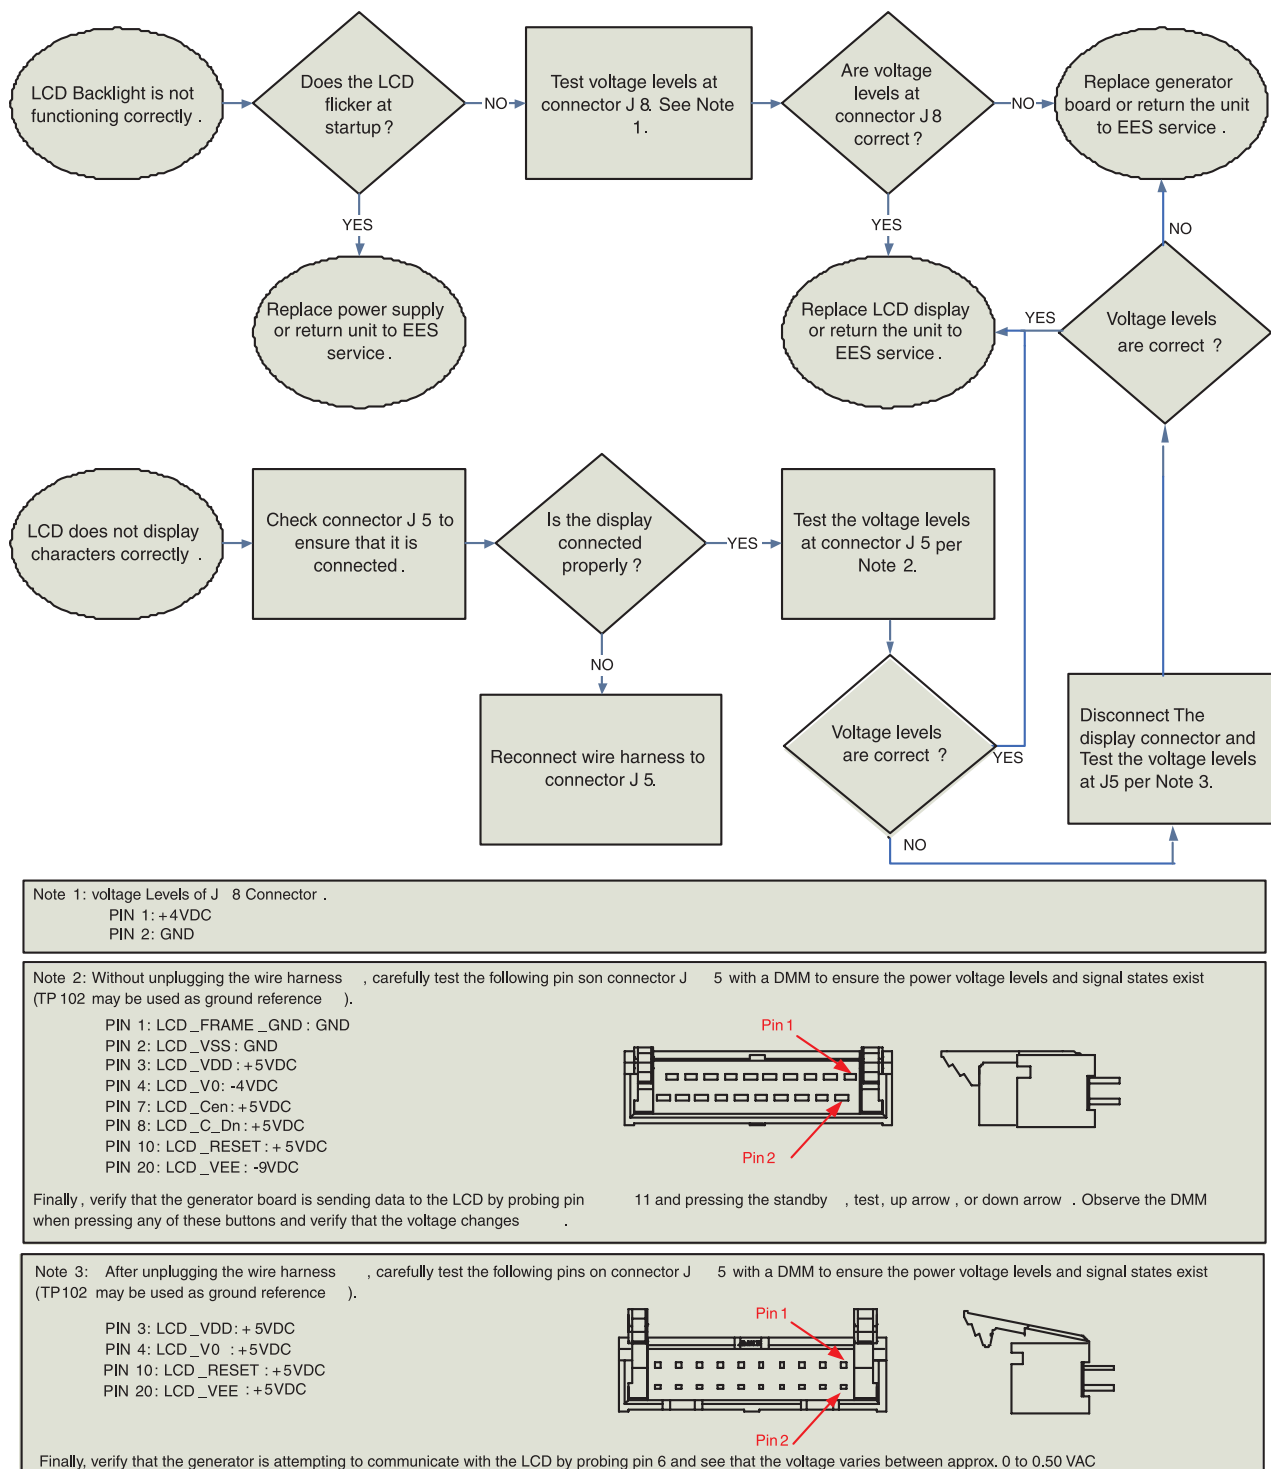 LCD Backlight is not
functioning correctly .
Does the LCD
flicker at
startup ?
NO
Test voltage levels at
connector J 8. See Note
1.
Are voltage
levels at
connector J 8
correct ?
NO
Replace generator
board or return the unit
to EES service .
YES
YES
NO
Replace power supply
or return unit to EES
service .
Replace LCD display
or return the unit to
EES service .
YES
Voltage levels
are correct ?
LCD does not display
characters correctly .
Check connector J 5 to
ensure that it is
connected .
Is the display
connected
properly ?
YES
Test the voltage levels
at connector J 5 per
Note 2.
NO
Reconnect wire harness to
connector J 5.
Voltage levels
are correct ?
YES
NO
Disconnect The
display connector and
Test the voltage levels
at J5 per Note 3.
Note 1: voltage Levels of J 8 Connector .
PIN 1: +4VDC
PIN 2: GND
Note 2: Without unplugging the wire harness , carefully test the following pin son connector J 5 with a DMM to ensure the power voltage levels and signal states exist
(TP 102 may be used as ground reference ).
PIN 1: LCD_FRAME_GND : GND
PIN 2: LCD_VSS : GND
PIN 3: LCD_VDD : +5VDC
PIN 4: LCD_V0: -4VDC
PIN 7: LCD_Cen: +5VDC
PIN 8: LCD_C_Dn: +5VDC
PIN 10: LCD_RESET: + 5VDC
PIN 20: LCD_VEE : -9VDC
Pin 1
Pin 2
Finally , verify that the generator board is sending data to the LCD by probing pin 11 and pressing the standby , test , up arrow , or down arrow . Observe the DMM
when pressing any of these buttons and verify that the voltage changes .
Note 3: After unplugging the wire harness , carefully test the following pins on connector J 5 with a DMM to ensure the power voltage levels and signal states exist
(TP102 may be used as ground reference ).
PIN 3: LCD_VDD: + 5VDC
PIN 4: LCD_V0 : +5VDC
PIN 10: LCD_RESET : +5VDC
PIN 20: LCD_VEE : +5VDC
Pin 1
Pin 2
Finally, verify that the generator is attempting to communicate with the LCD by probing pin 6 and see that the voltage varies between approx. 0 to 0.50 VAC